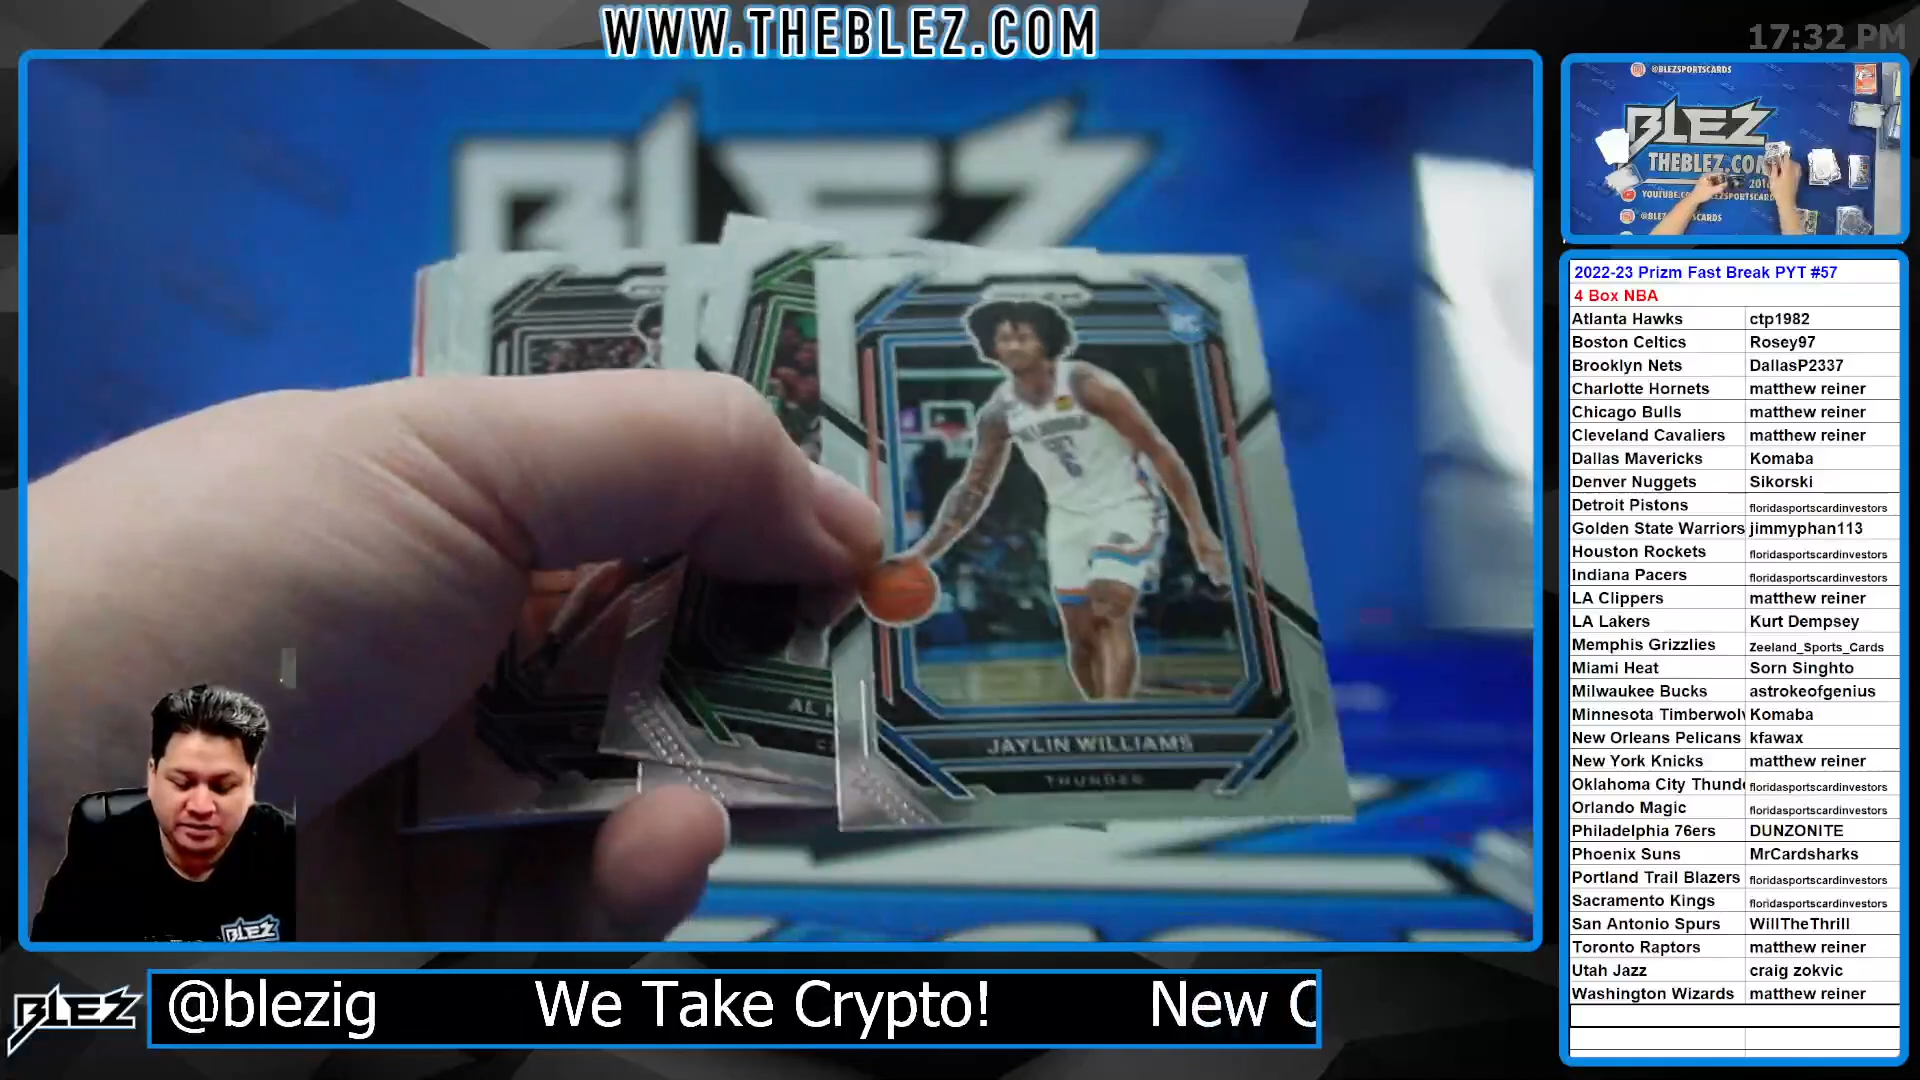 WWW.THEBLEZ.COM
17:32 PM
@BLEZSPORTSCARDS
BLEZ
THEBLEZ.COM
BLEZ
JAYLIN WILLIAMS
THUNDER
RC
AL H
BLEZ
BLEZ
@blezig We Take Crypto! New C
2022-23 Prizm Fast Break PYT #57
4 Box NBA
Atlanta Hawks ctp1982
Boston Celtics Rosey97
Brooklyn Nets DallasP2337
Charlotte Hornets matthew reiner
Chicago Bulls matthew reiner
Cleveland Cavaliers matthew reiner
Dallas Mavericks Komaba
Denver Nuggets Sikorski
Detroit Pistons floridasportscardinvestors
Golden State Warriors jimmyphan113
Houston Rockets floridasportscardinvestors
Indiana Pacers floridasportscardinvestors
LA Clippers matthew reiner
LA Lakers Kurt Dempsey
Memphis Grizzlies Zeeland_Sports_Cards
Miami Heat Sorn Singhto
Milwaukee Bucks astrokeofgenius
Minnesota Timberwolv Komaba
New Orleans Pelicans kfawax
New York Knicks matthew reiner
Oklahoma City Thunde floridasportscardinvestors
Orlando Magic floridasportscardinvestors
Philadelphia 76ers DUNZONITE
Phoenix Suns MrCardsharks
Portland Trail Blazers floridasportscardinvestors
Sacramento Kings floridasportscardinvestors
San Antonio Spurs WillTheThrill
Toronto Raptors matthew reiner
Utah Jazz craig zokvic
Washington Wizards matthew reiner